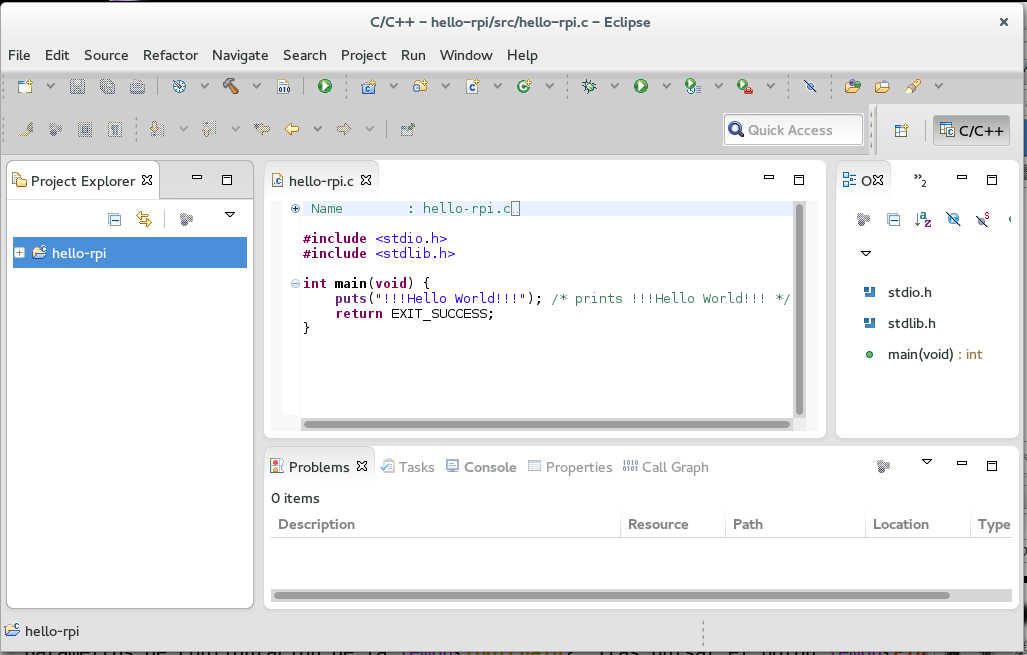 C/C++ - hello-rpi/src/hello-rpi.c - Eclipse
File Edit Source Refactor Navigate Search Project Run Window Help
Quick Access
C/C++
Project Explorer
hello-rpi
hello-rpi.c
Name        : hello-rpi.c
#include <stdio.h>
#include <stdlib.h>
int main(void) {
    puts("!!!Hello World!!!"); /* prints !!!Hello World!!! */
    return EXIT_SUCCESS;
}
O
2
stdio.h
stdlib.h
main(void) : int
Problems Tasks Console Properties Call Graph
0 items
Description Resource Path Location Type
hello-rpi